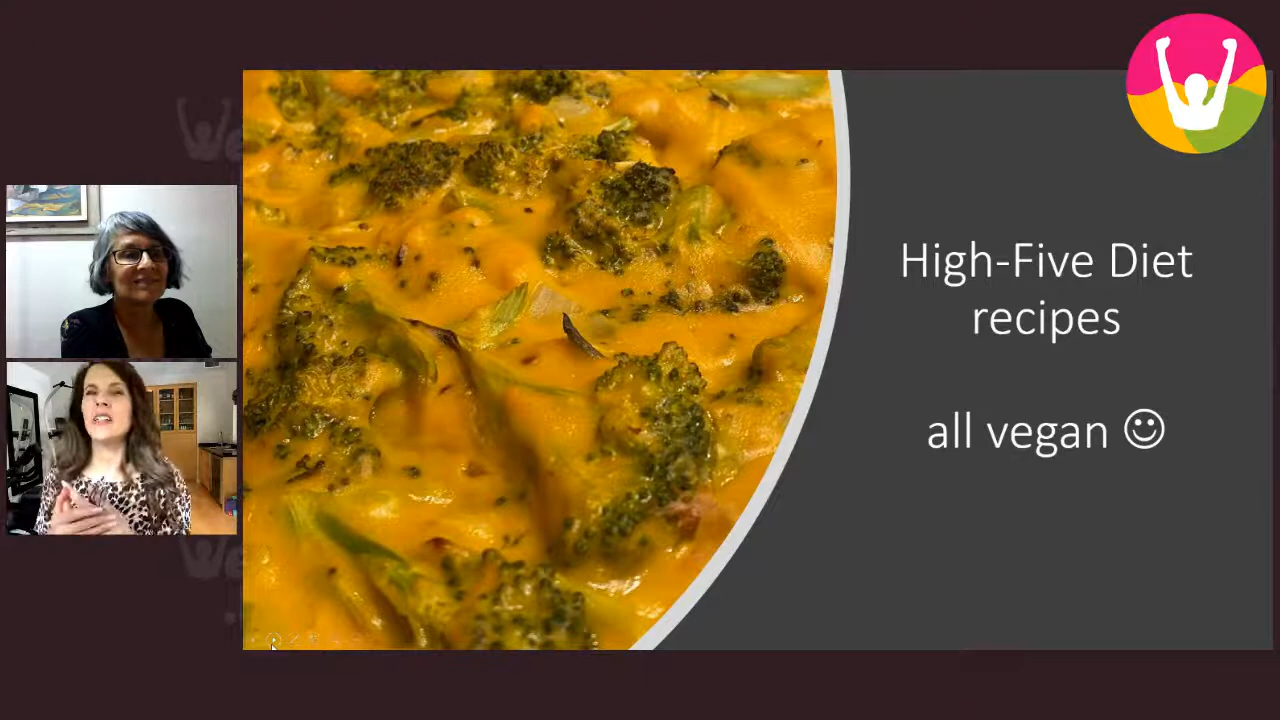 High-Five Diet
recipes
all vegan ☺